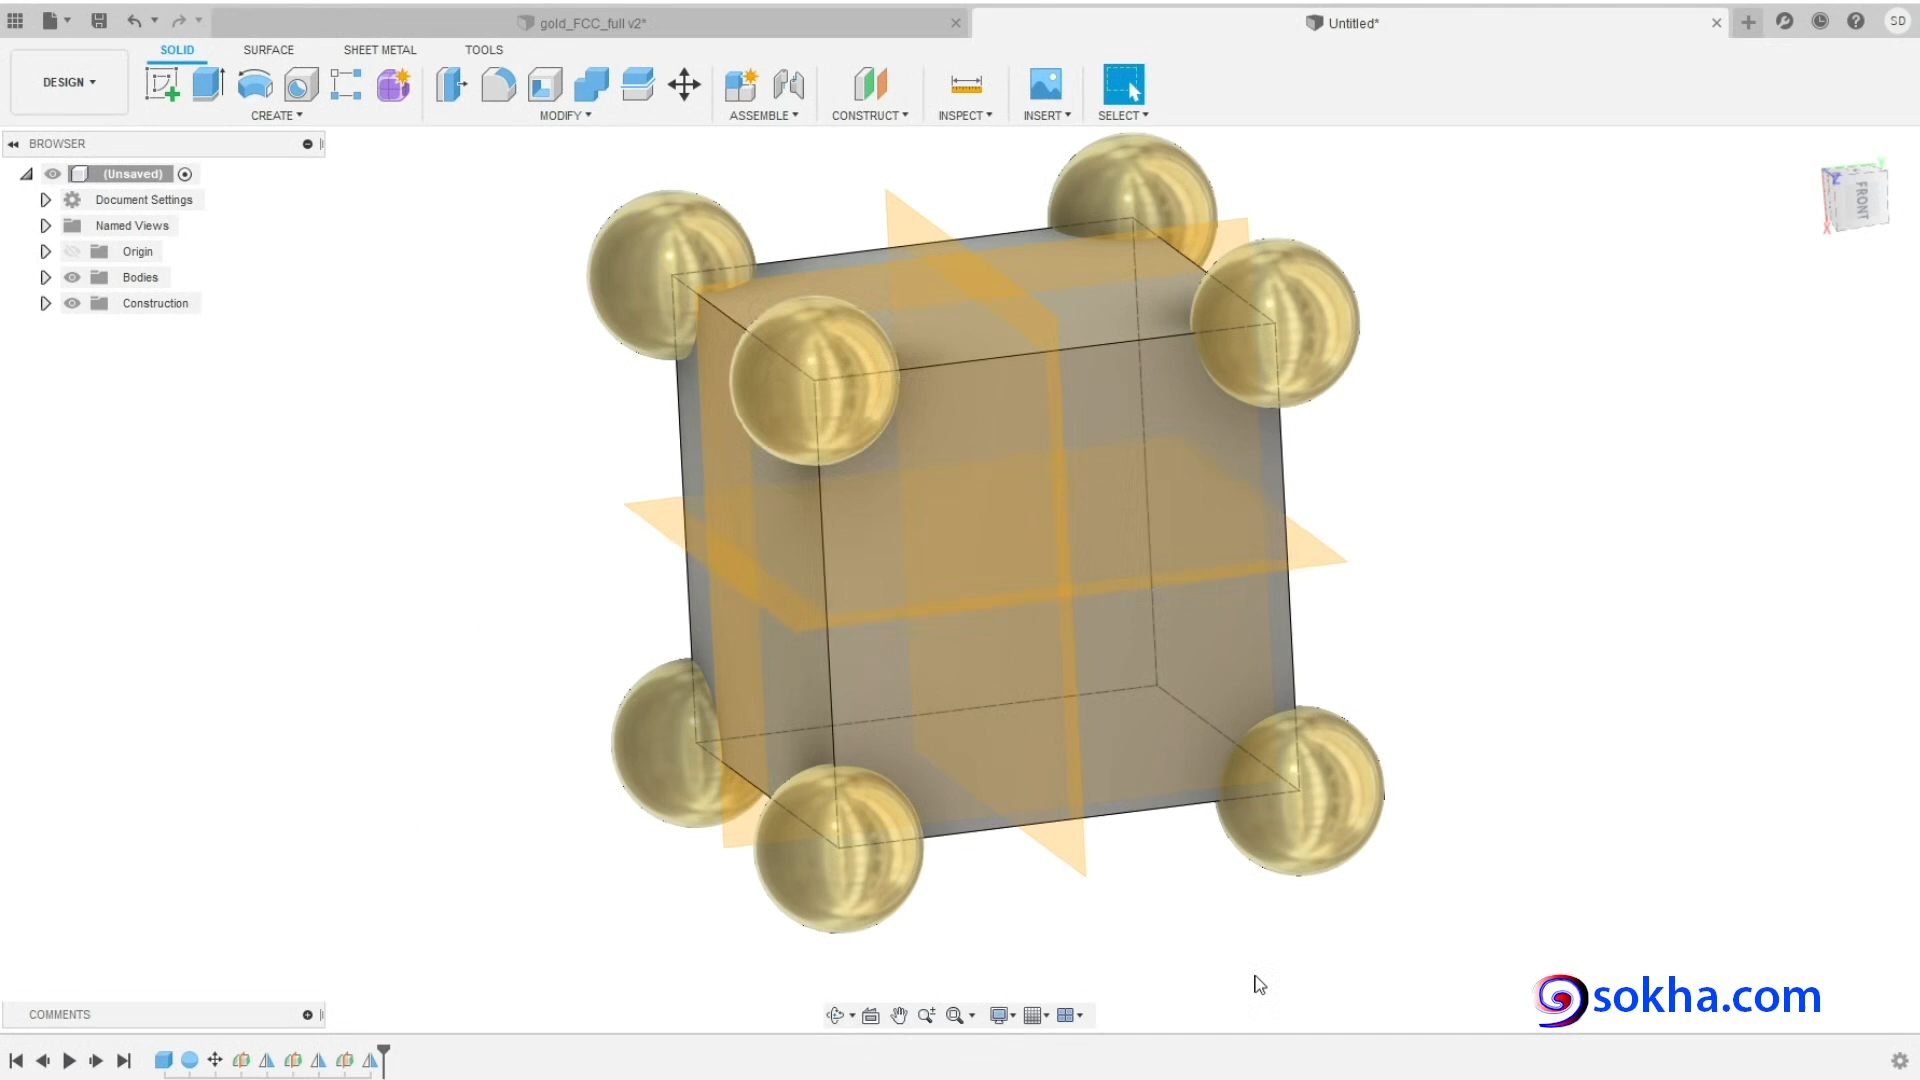 gold_FCC_full v2*
Untitled*
SD
SOLID
SURFACE
SHEET METAL
TOOLS
DESIGN
CREATE
MODIFY
ASSEMBLE
CONSTRUCT
INSPECT
INSERT
SELECT
BROWSER
(Unsaved)
Document Settings
Named Views
Origin
Bodies
Construction
FRONT
X
Y
Z
COMMENTS
sokha.com